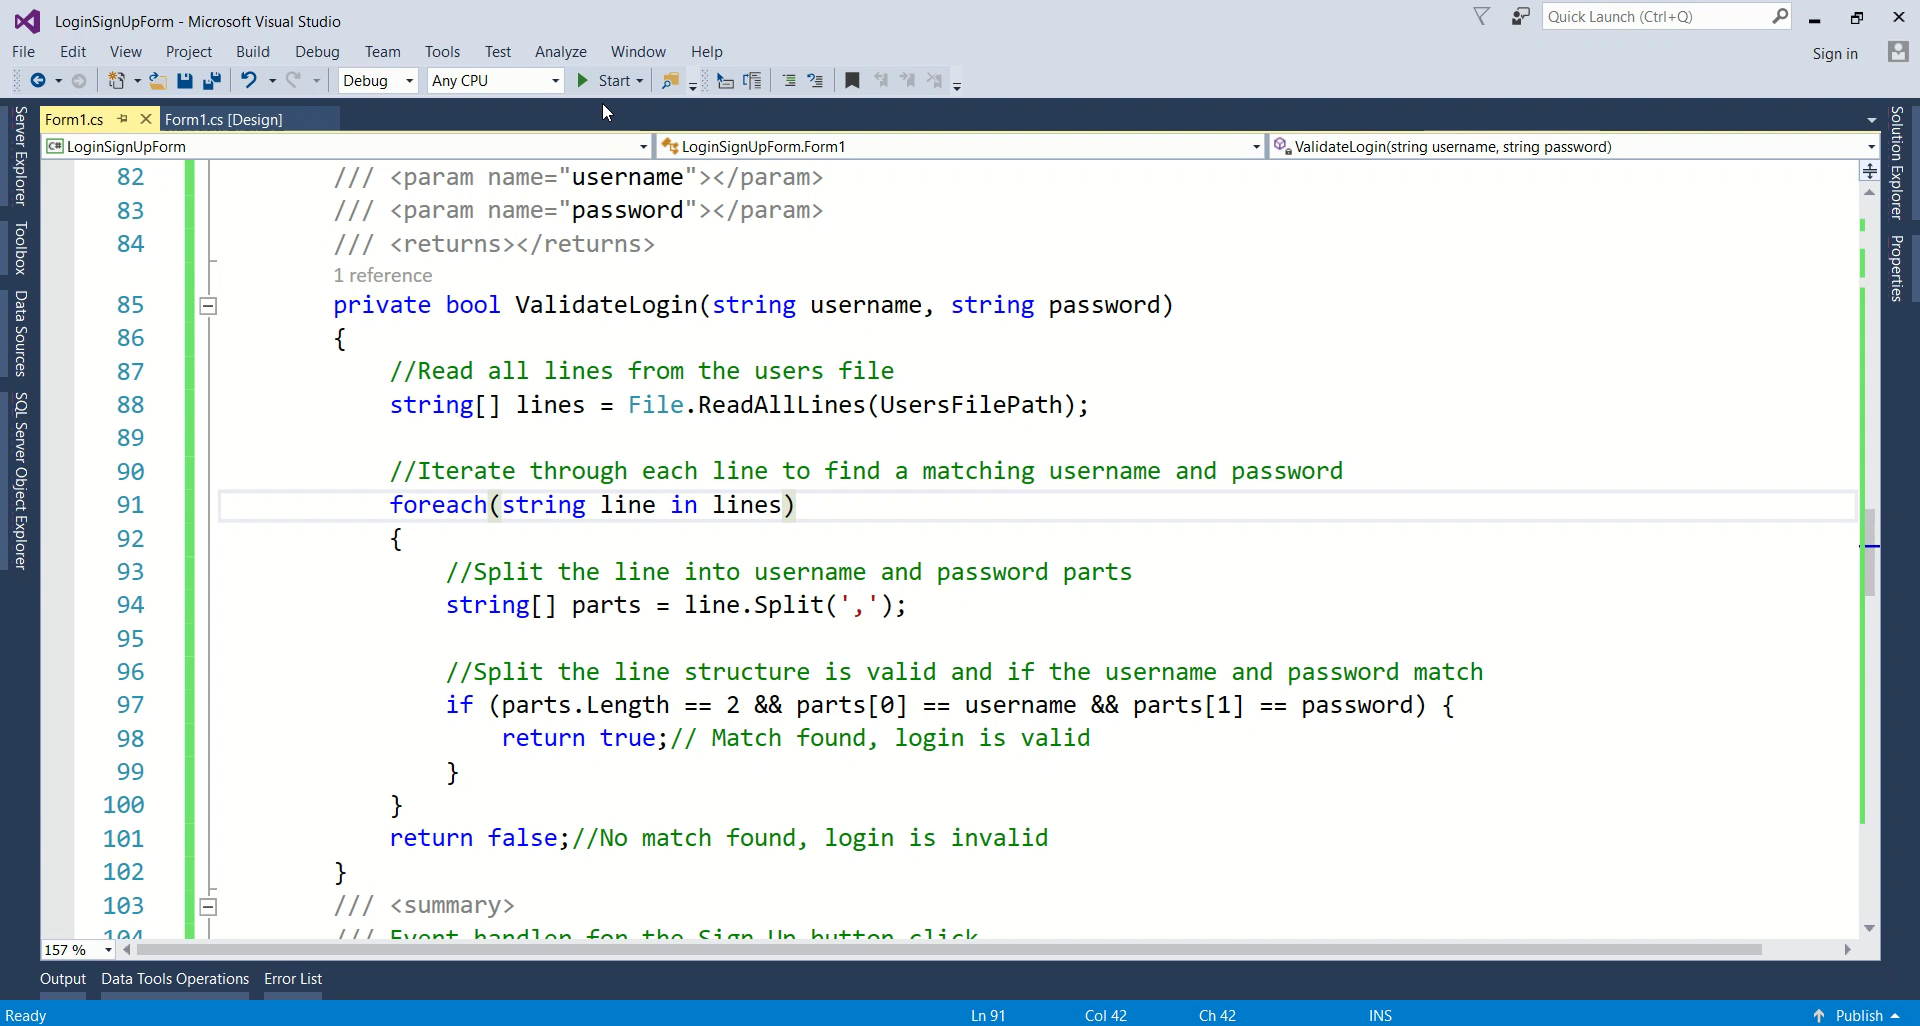 LoginSignUpForm - Microsoft Visual Studio
Quick Launch (Ctrl+Q)
File Edit View Project Build Debug Team Tools Test Analyze Window Help
Sign in
Debug Any CPU Start
Form1.cs Form1.cs [Design]
C# LoginSignUpForm LoginSignUpForm.Form1 ValidateLogin(string username, string password)
Server Explorer
Toolbox
Data Sources
SQL Server Object Explorer
Solution Explorer
Properties
82 /// <param name="username"></param>
83 /// <param name="password"></param>
84 /// <returns></returns>
1 reference
85 private bool ValidateLogin(string username, string password)
86 {
87 //Read all lines from the users file
88 string[] lines = File.ReadAllLines(UsersFilePath);
89
90 //Iterate through each line to find a matching username and password
91 foreach(string line in lines)
92 {
93 //Split the line into username and password parts
94 string[] parts = line.Split(',');
95
96 //Split the line structure is valid and if the username and password match
97 if (parts.Length == 2 && parts[0] == username && parts[1] == password) {
98 return true;// Match found, login is valid
99 }
100 }
101 return false;//No match found, login is invalid
102 }
103 /// <summary>
104 /// Event handler for the Sign Up button click
157 %
Output Data Tools Operations Error List
Ready Ln 91 Col 42 Ch 42 INS Publish